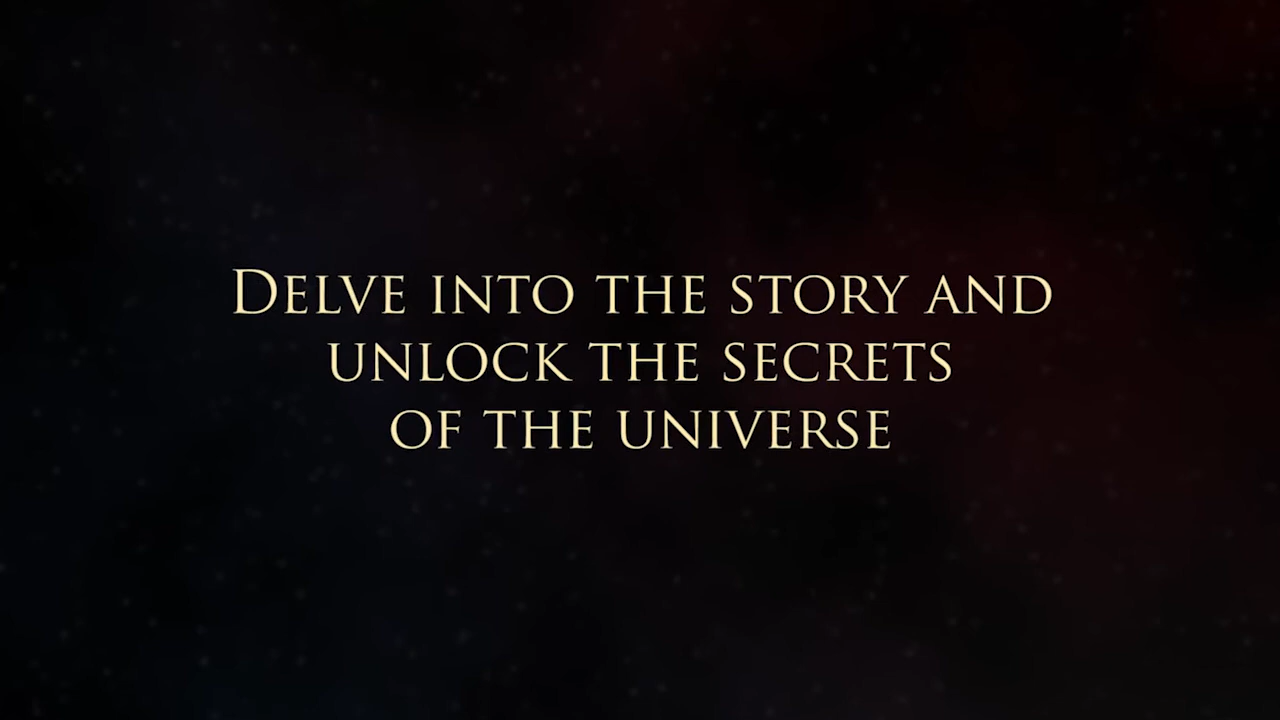 Delve into the story and
unlock the secrets
of the universe